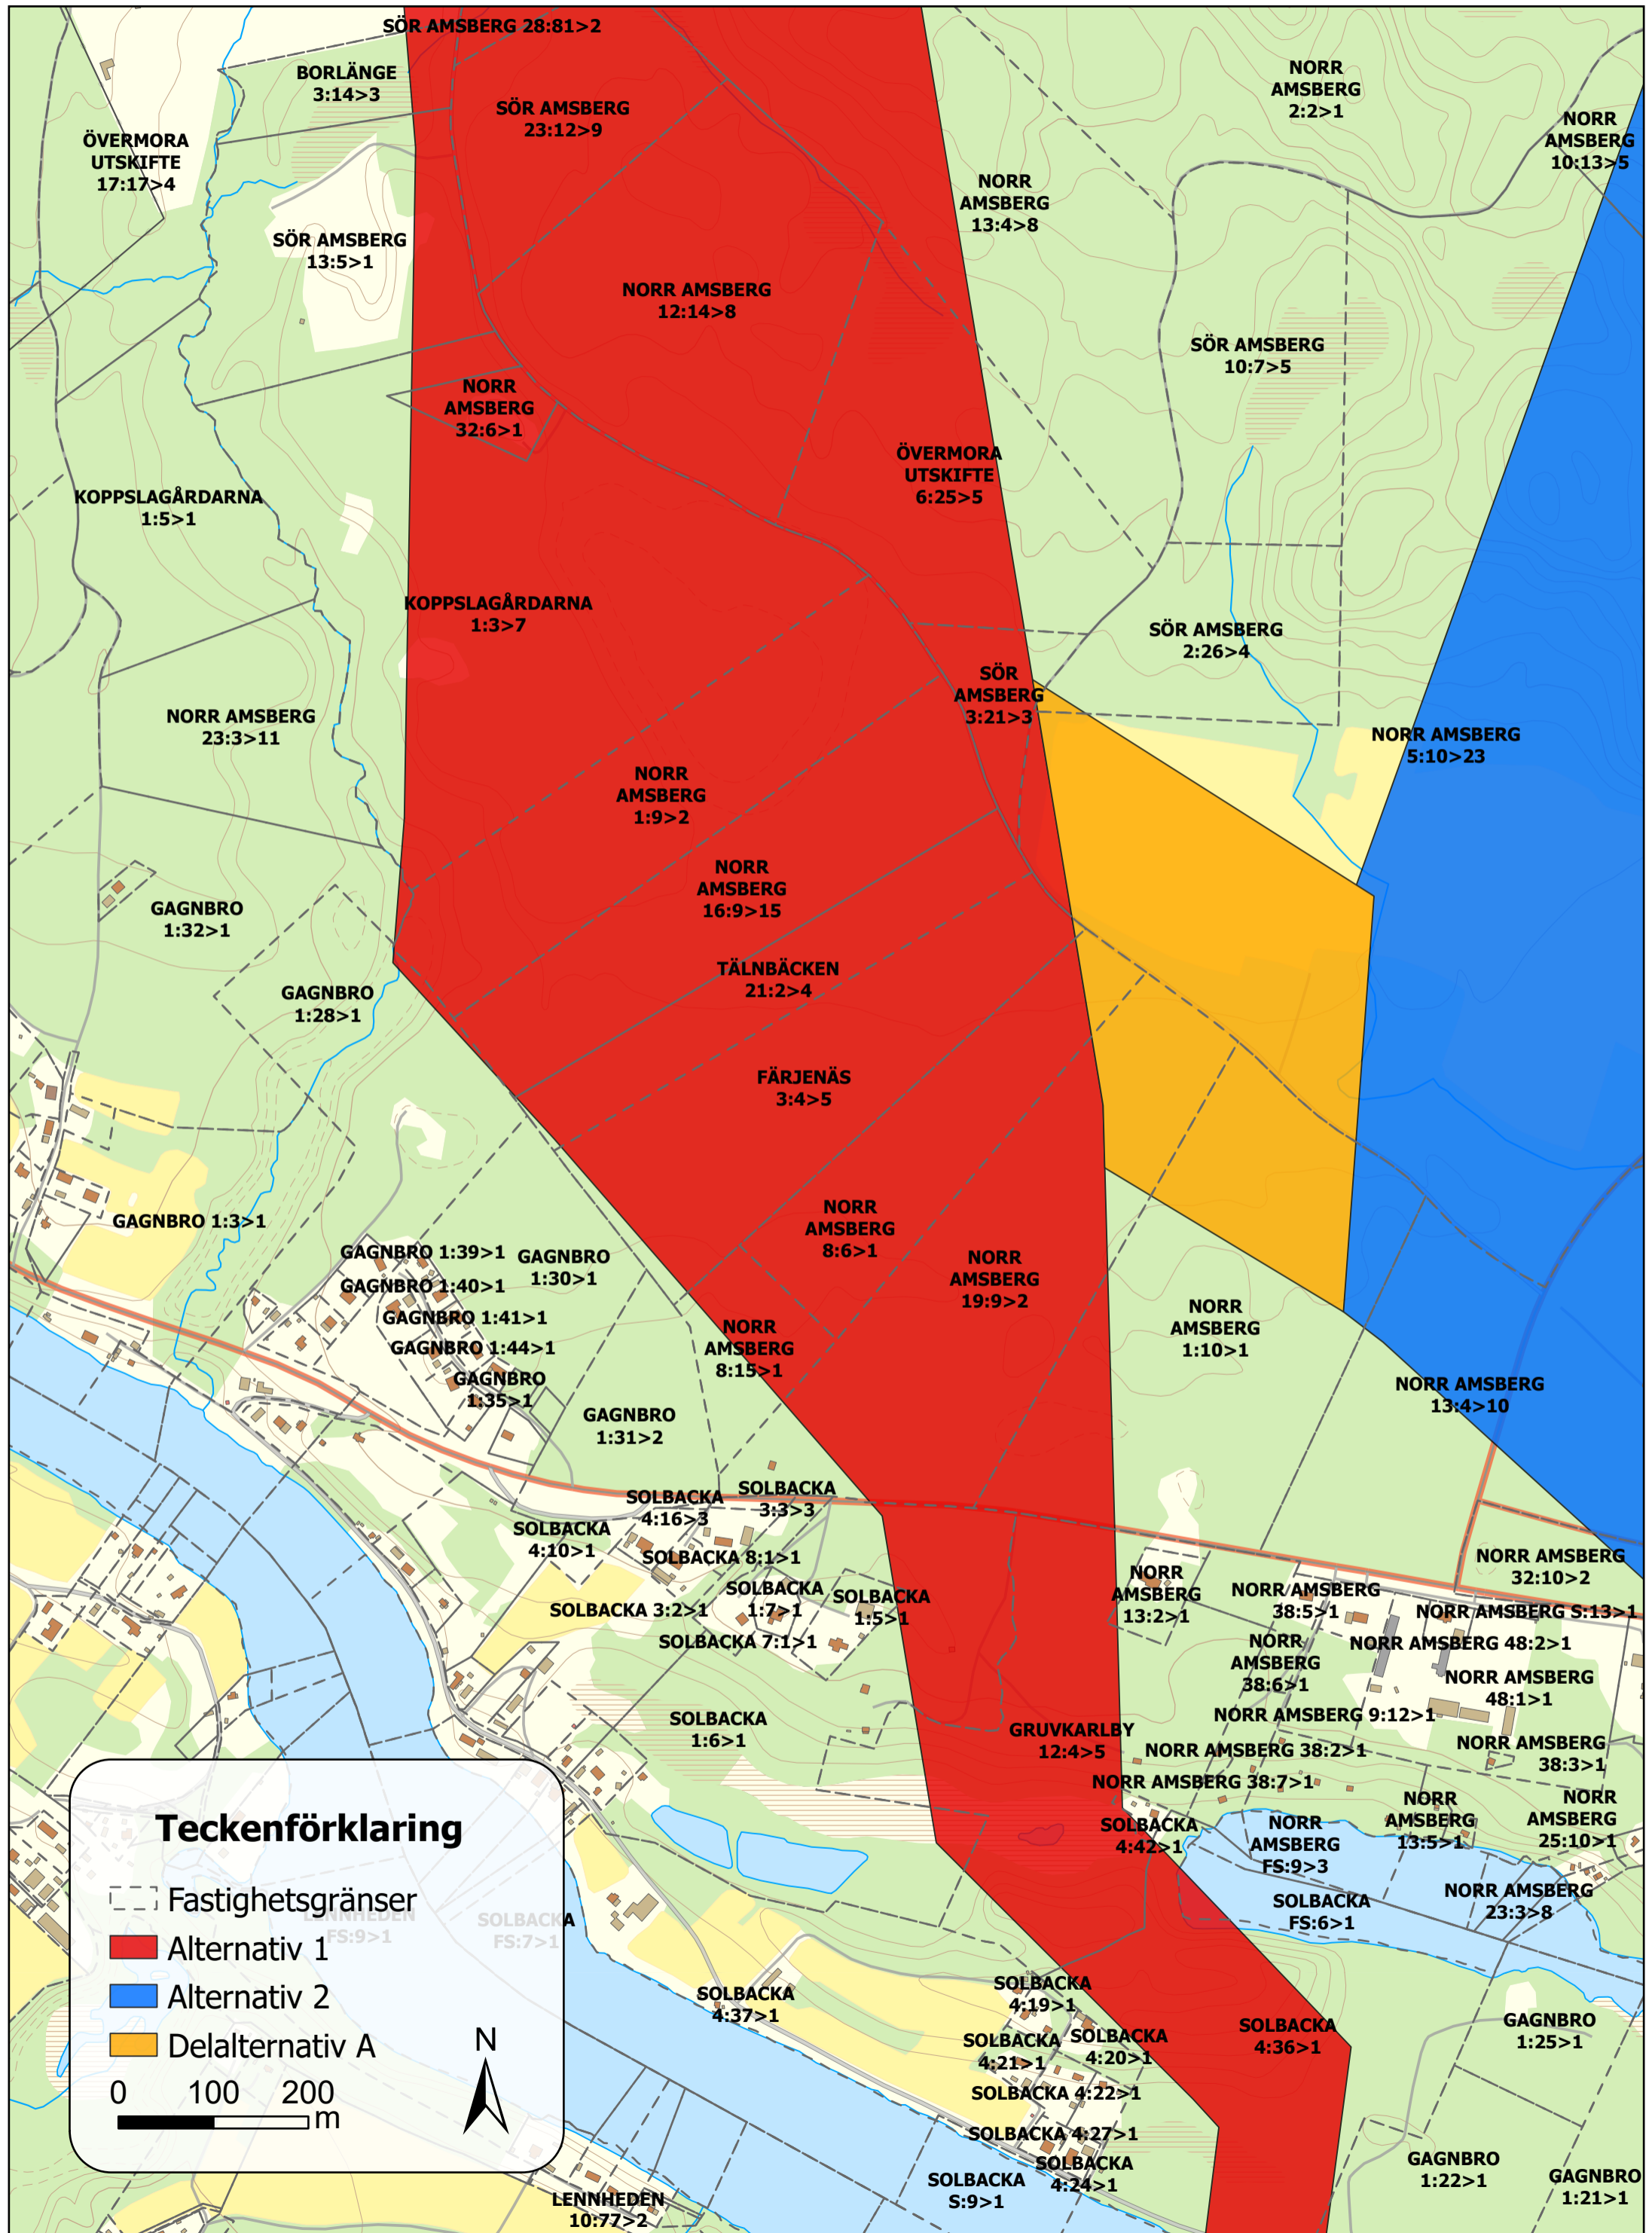 SÖR AMSBERG 28:81>2
BORLÄNGE
3:14>3
NORR
AMSBERG
2:2>1
SÖR AMSBERG
23:12>9
NORR
AMSBERG
10:13>5
ÖVERMORA
UTSKIFTE
17:17>4
NORR
AMSBERG
13:4>8
SÖR AMSBERG
13:5>1
NORR AMSBERG
12:14>8
SÖR AMSBERG
10:7>5
NORR
AMSBERG
32:6>1
ÖVERMORA
UTSKIFTE
6:25>5
KOPPSLAGÅRDARNA
1:5>1
KOPPSLAGÅRDARNA
1:3>7
SÖR AMSBERG
2:26>4
SÖR
AMSBERG
3:21>3
NORR AMSBERG
23:3>11
NORR AMSBERG
5:10>23
NORR
AMSBERG
1:9>2
NORR
AMSBERG
16:9>15
GAGNBRO
1:32>1
TÄLNBÄCKEN
21:2>4
GAGNBRO
1:28>1
FÄRJENÄS
3:4>5
GAGNBRO 1:3>1
NORR
AMSBERG
8:6>1
GAGNBRO 1:39>1
GAGNBRO
1:30>1
GAGNBRO 1:40>1
NORR
AMSBERG
19:9>2
GAGNBRO 1:41>1
NORR
AMSBERG
1:10>1
GAGNBRO 1:44>1
NORR
AMSBERG
8:15>1
GAGNBRO
1:35>1
NORR AMSBERG
13:4>10
GAGNBRO
1:31>2
SOLBACKA
4:16>3
SOLBACKA
3:3>3
SOLBACKA
4:10>1
SOLBACKA 8:1>1
NORR AMSBERG
32:10>2
NORR
AMSBERG
13:2>1
SOLBACKA
1:7>1
SOLBACKA
1:5>1
NORR AMSBERG
38:5>1
SOLBACKA 3:2>1
NORR AMSBERG S:13>1
SOLBACKA 7:1>1
NORR
AMSBERG
38:6>1
NORR AMSBERG 48:2>1
NORR AMSBERG
48:1>1
SOLBACKA
1:6>1
NORR AMSBERG 9:12>1
GRUVKARLBY
12:4>5
NORR AMSBERG 38:2>1
NORR AMSBERG
38:3>1
NORR AMSBERG 38:7>1
SOLBACKA
4:42>1
NORR
AMSBERG
FS:9>3
NORR
AMSBERG
13:5>1
NORR
AMSBERG
25:10>1
Teckenförklaring
Fastighetsgränser
Alternativ 1
Alternativ 2
Delalternativ A
0 100 200
m
N
LENNHEDEN
FS:9>1
SOLBACKA
FS:7>1
SOLBACKA
FS:6>1
NORR AMSBERG
23:3>8
SOLBACKA
4:37>1
SOLBACKA
4:19>1
SOLBACKA
4:21>1
SOLBACKA
4:20>1
SOLBACKA
4:36>1
GAGNBRO
1:25>1
SOLBACKA 4:22>1
SOLBACKA 4:27>1
SOLBACKA
4:24>1
SOLBACKA
S:9>1
GAGNBRO
1:22>1
GAGNBRO
1:21>1
LENNHEDEN
10:77>2